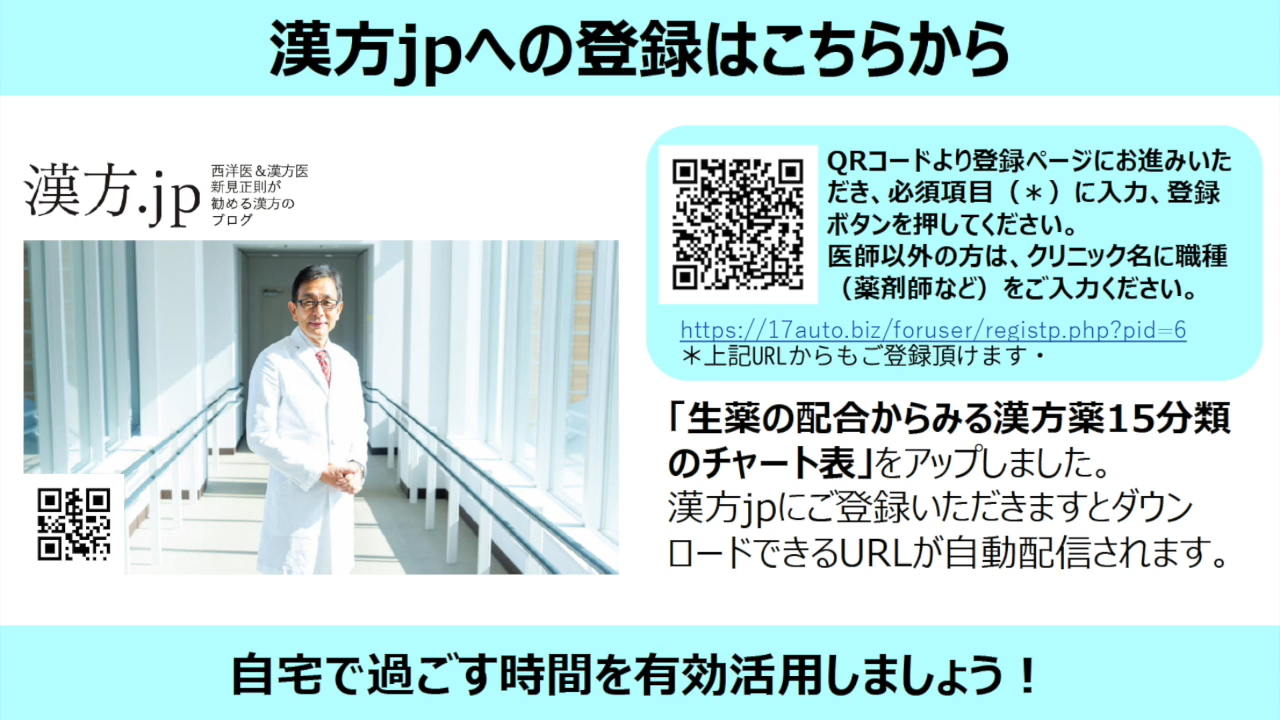 漢方jpへの登録はこちらから
漢方.jp
西洋医&漢方医
新見正則が
勧める漢方の
ブログ
QRコードより登録ページにお進みいた
だき、必須項目（＊）に入力、登録
ボタンを押してください。
医師以外の方は、クリニック名に職種
（薬剤師など）をご入力ください。
https://17auto.biz/foruser/registp.php?pid=6
＊上記URLからもご登録頂けます・
「生薬の配合からみる漢方薬15分類
のチャート表」をアップしました。
漢方jpにご登録いただきますとダウン
ロードできるURLが自動配信されます。
自宅で過ごす時間を有効活用しましょう！